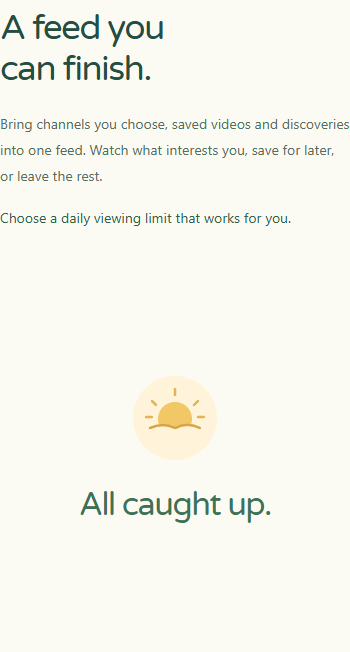 A feed you
can finish.
Bring channels you choose, saved videos and discoveries
into one feed. Watch what interests you, save for later,
or leave the rest.
Choose a daily viewing limit that works for you.
All caught up.